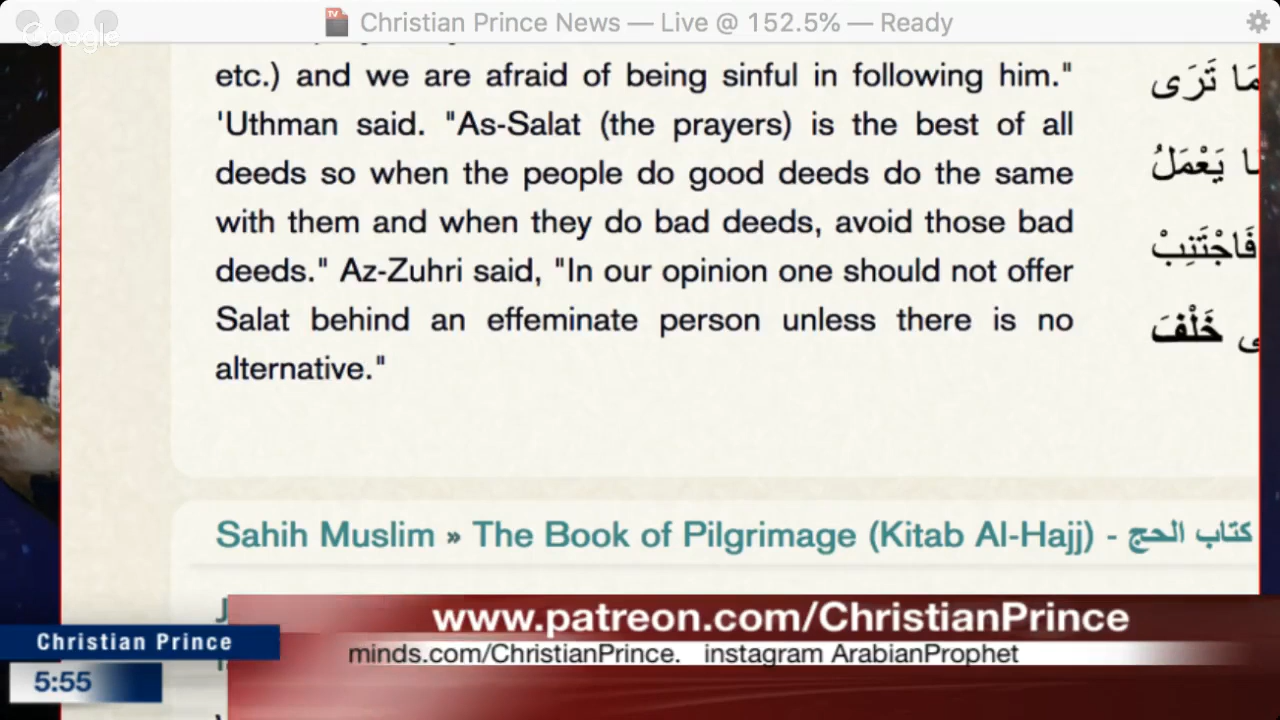 Google
Christian Prince News — Live @ 152.5% — Ready
etc.) and we are afraid of being sinful in following him."
'Uthman said. "As-Salat (the prayers) is the best of all
deeds so when the people do good deeds do the same
with them and when they do bad deeds, avoid those bad
deeds." Az-Zuhri said, "In our opinion one should not offer
Salat behind an effeminate person unless there is no
alternative."
مَا تَرَى
يَعْمَلُ
فَاجْتَنِبْ
خَلْفَ
Sahih Muslim » The Book of Pilgrimage (Kitab Al-Hajj) - كتاب الحج
www.patreon.com/ChristianPrince
Christian Prince
minds.com/ChristianPrince. instagram ArabianProphet
5:55